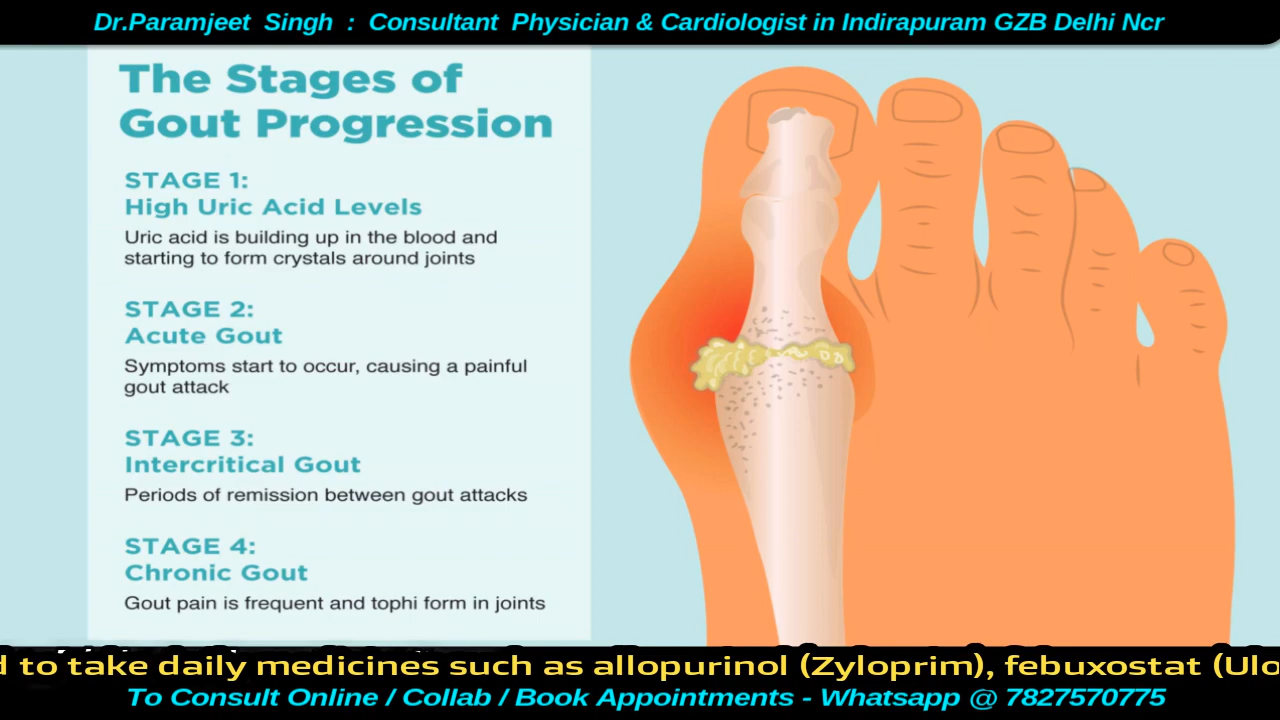 Dr.Paramjeet Singh : Consultant Physician & Cardiologist in Indirapuram GZB Delhi Ncr
The Stages of
Gout Progression
STAGE 1:
High Uric Acid Levels
Uric acid is building up in the blood and
starting to form crystals around joints
STAGE 2:
Acute Gout
Symptoms start to occur, causing a painful
gout attack
STAGE 3:
Intercritical Gout
Periods of remission between gout attacks
STAGE 4:
Chronic Gout
Gout pain is frequent and tophi form in joints
to take daily medicines such as allopurinol (Zyloprim), febuxostat
To Consult Online / Collab / Book Appointments - Whatsapp @ 7827570775